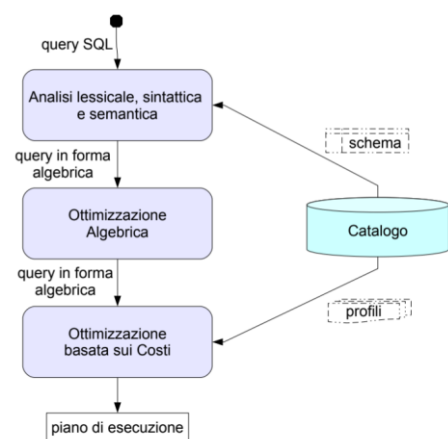 query SQL
Analisi lessicale, sintattica
e semantica
schema
query in forma
algebrica
Ottimizzazione
Algebrica
Catalogo
query in forma
algebrica
profili
Ottimizzazione
basata sui Costi
piano di esecuzione